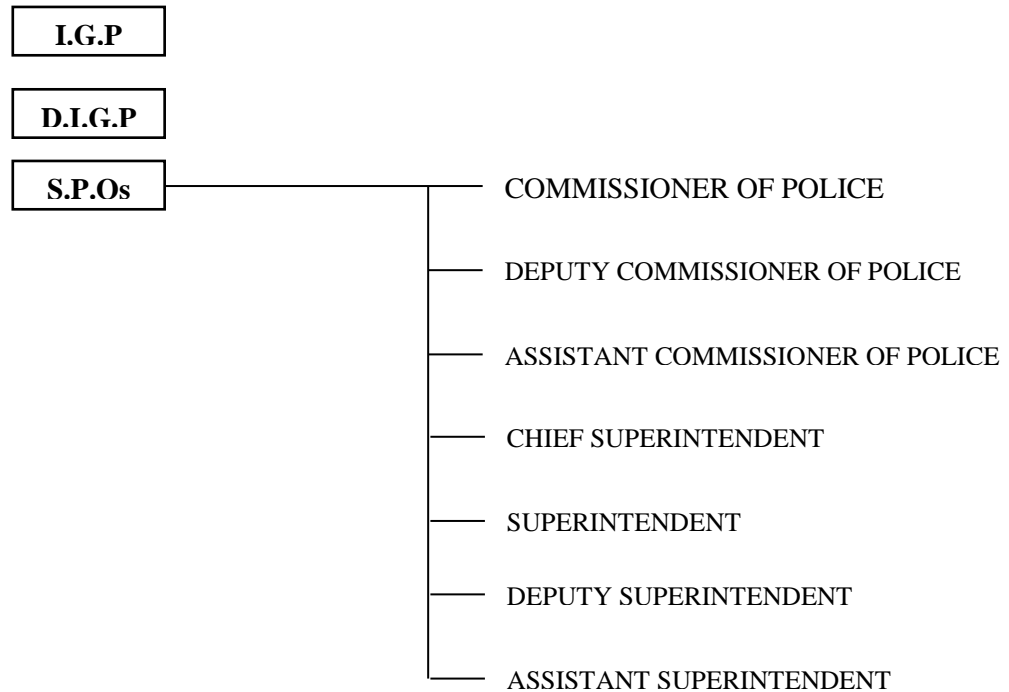 I.G.P
D.I.G.P
S.P.Os
COMMISSIONER OF POLICE
DEPUTY COMMISSIONER OF POLICE
ASSISTANT COMMISSIONER OF POLICE
CHIEF SUPERINTENDENT
SUPERINTENDENT
DEPUTY SUPERINTENDENT
ASSISTANT SUPERINTENDENT